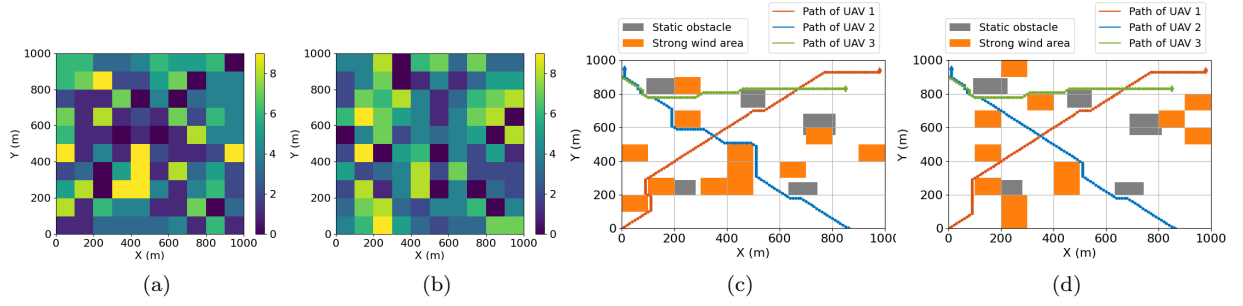 Static obstacle
Strong wind area
Path of UAV 1
Path of UAV 2
Path of UAV 3
Static obstacle
Strong wind area
Path of UAV 1
Path of UAV 2
Path of UAV 3
1000
800
600
400
200
0
Y (m)
0 200 400 600 800 1000
X (m)
8
6
4
2
0
(a)
1000
800
600
400
200
0
Y (m)
0 200 400 600 800 1000
X (m)
8
6
4
2
0
(b)
1000
800
600
400
200
0
Y (m)
0 200 400 600 800 1000
X (m)
(c)
1000
800
600
400
200
0
Y (m)
0 200 400 600 800 1000
X (m)
(d)